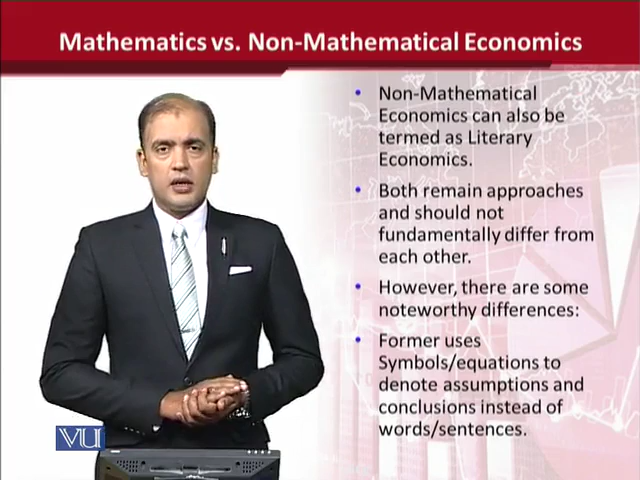 Mathematics vs. Non-Mathematical Economics
• Non-Mathematical
Economics can also be
termed as Literary
Economics.
• Both remain approaches
and should not
fundamentally differ from
each other.
• However, there are some
noteworthy differences:
• Former uses
Symbols/equations to
denote assumptions and
conclusions instead of
words/sentences.
VU